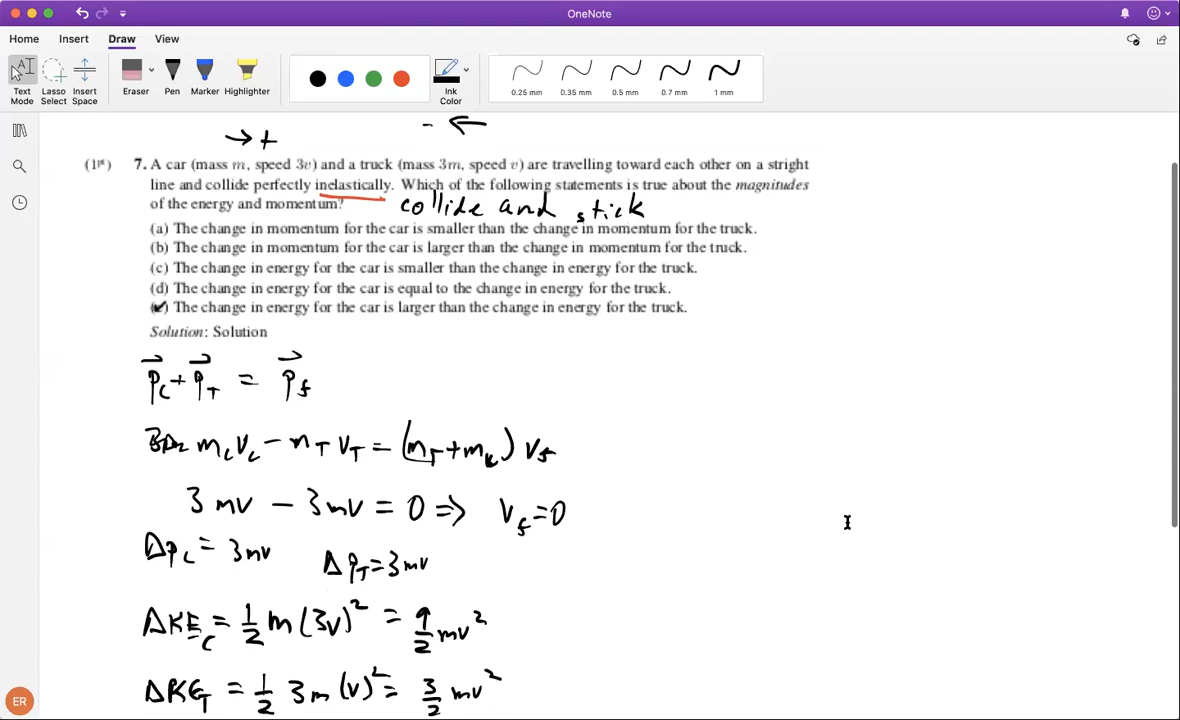 OneNote
Home Insert Draw View
Text Mode
Lasso Select
Insert Space
Eraser
Pen
Marker
Highlighter
Ink Color
0.25 mm 0.35 mm 0.5 mm 0.7 mm 1 mm
→ + - ←
(1pt) 7. A car (mass m, speed 3v) and a truck (mass 3m, speed v) are travelling toward each other on a stright
line and collide perfectly inelastically. Which of the following statements is true about the magnitudes
of the energy and momentum? collide and stick
(a) The change in momentum for the car is smaller than the change in momentum for the truck.
(b) The change in momentum for the car is larger than the change in momentum for the truck.
(c) The change in energy for the car is smaller than the change in energy for the truck.
(d) The change in energy for the car is equal to the change in energy for the truck.
(✔) The change in energy for the car is larger than the change in energy for the truck.
Solution: Solution
P⃗c + P⃗T = P⃗f
mcVc - mTVT = (mT + mc) Vf
3mv - 3mv = 0 ⇒ Vf = 0
ΔPc = 3mv ΔPT = 3mv
ΔKEc = 1/2 m(3v)² = 9/2 mv²
ΔKET = 1/2 3m(v)² = 3/2 mv²
ER